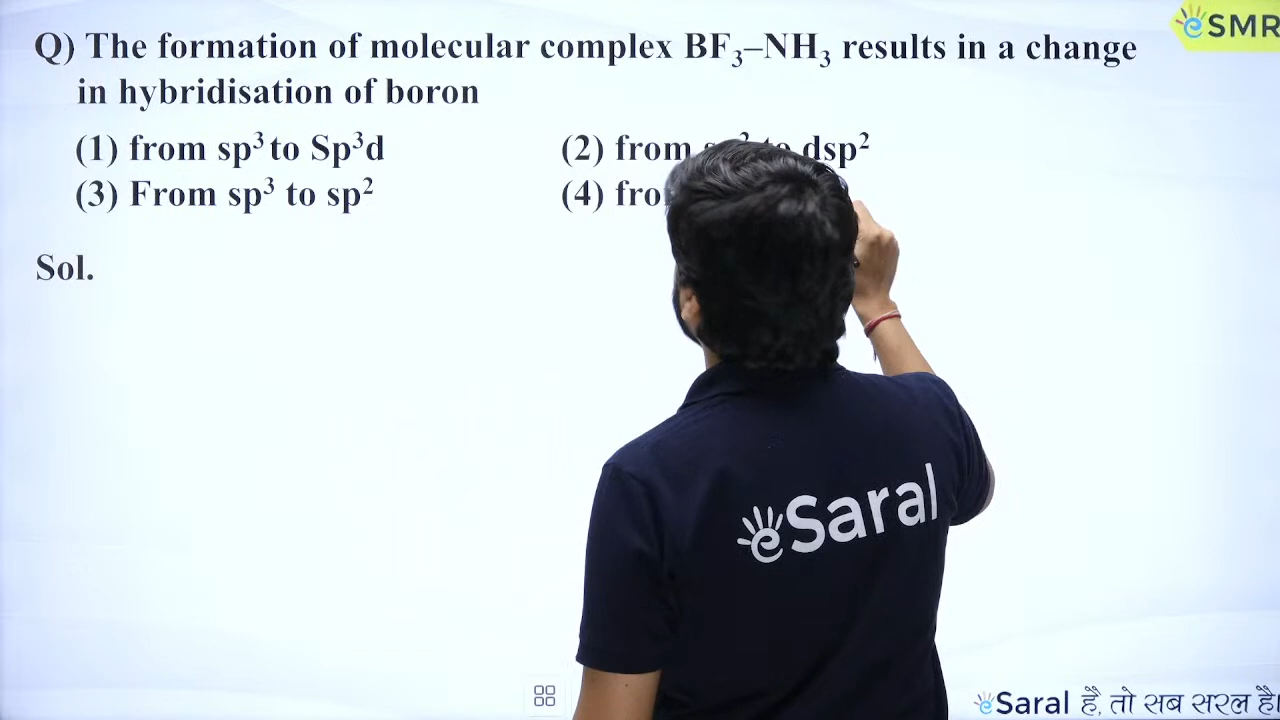 eSMR
Q) The formation of molecular complex BF₃–NH₃ results in a change
in hybridisation of boron
(1) from sp³ to Sp³d (2) from dsp²
(3) From sp³ to sp² (4)
Sol.
eSaral
eSaral है, तो सब सरल है।